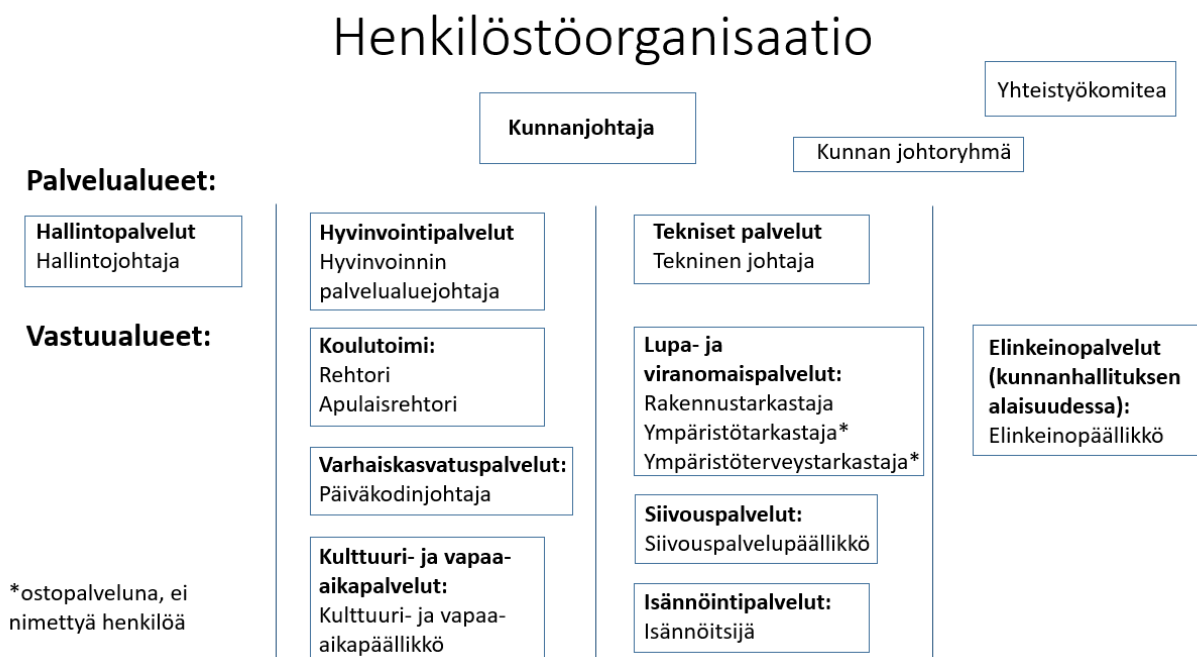 Henkilöstöorganisaatio
Yhteistyökomitea
Kunnanjohtaja
Kunnan johtoryhmä
Palvelualueet:
Hallintopalvelut
Hallintojohtaja
Hyvinvointipalvelut
Hyvinvoinnin
palvelualuejohtaja
Tekniset palvelut
Tekninen johtaja
Vastuualueet:
Koulutoimi:
Rehtori
Apulaisrehtori
Varhaiskasvatuspalvelut:
Päiväkodinjohtaja
Kulttuuri- ja vapaa-
aikapalvelut:
Kulttuuri- ja vapaa-
aikapäällikkö
Lupa- ja
viranomaispalvelut:
Rakennustarkastaja
Ympäristötarkastaja*
Ympäristöterveystarkastaja*
Siivouspalvelut:
Siivouspalvelupäällikkö
Isännöintipalvelut:
Isännöitsijä
Elinkeinopalvelut
(kunnanhallituksen
alaisuudessa):
Elinkeinopäällikkö
*ostopalveluna, ei
nimettyä henkilöä